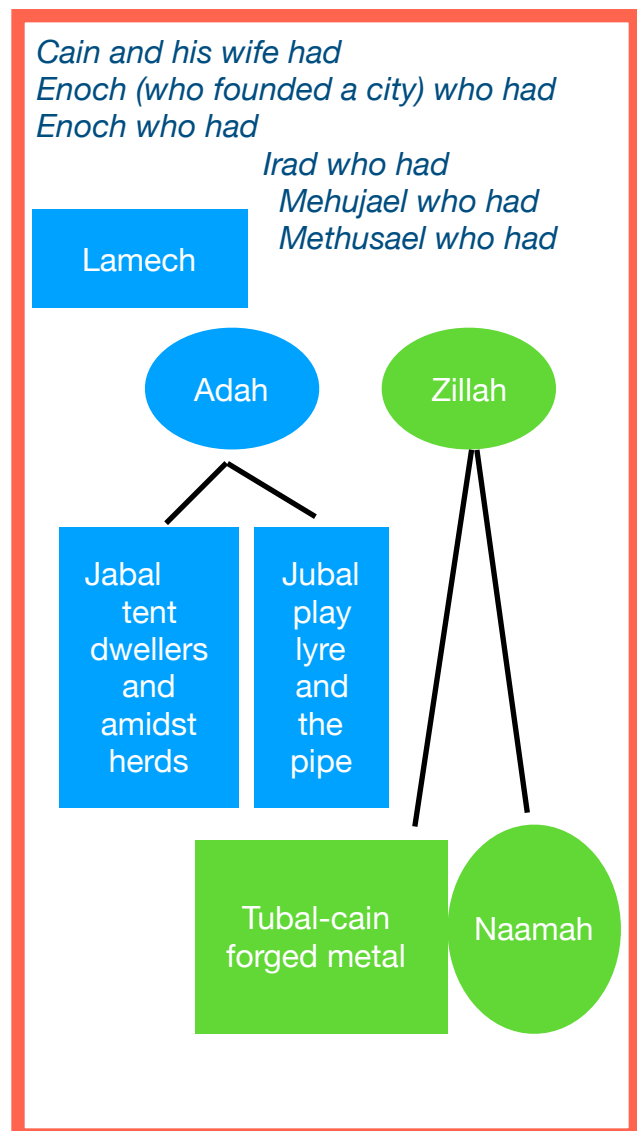 Cain and his wife had
Enoch (who founded a city) who had
Enoch who had
Irad who had
Mehujael who had
Methusael who had
Lamech
Adah
Zillah
Jabal
tent
dwellers
and
amidst
herds
Jubal
play
lyre
and
the
pipe
Tubal-cain
forged metal
Naamah